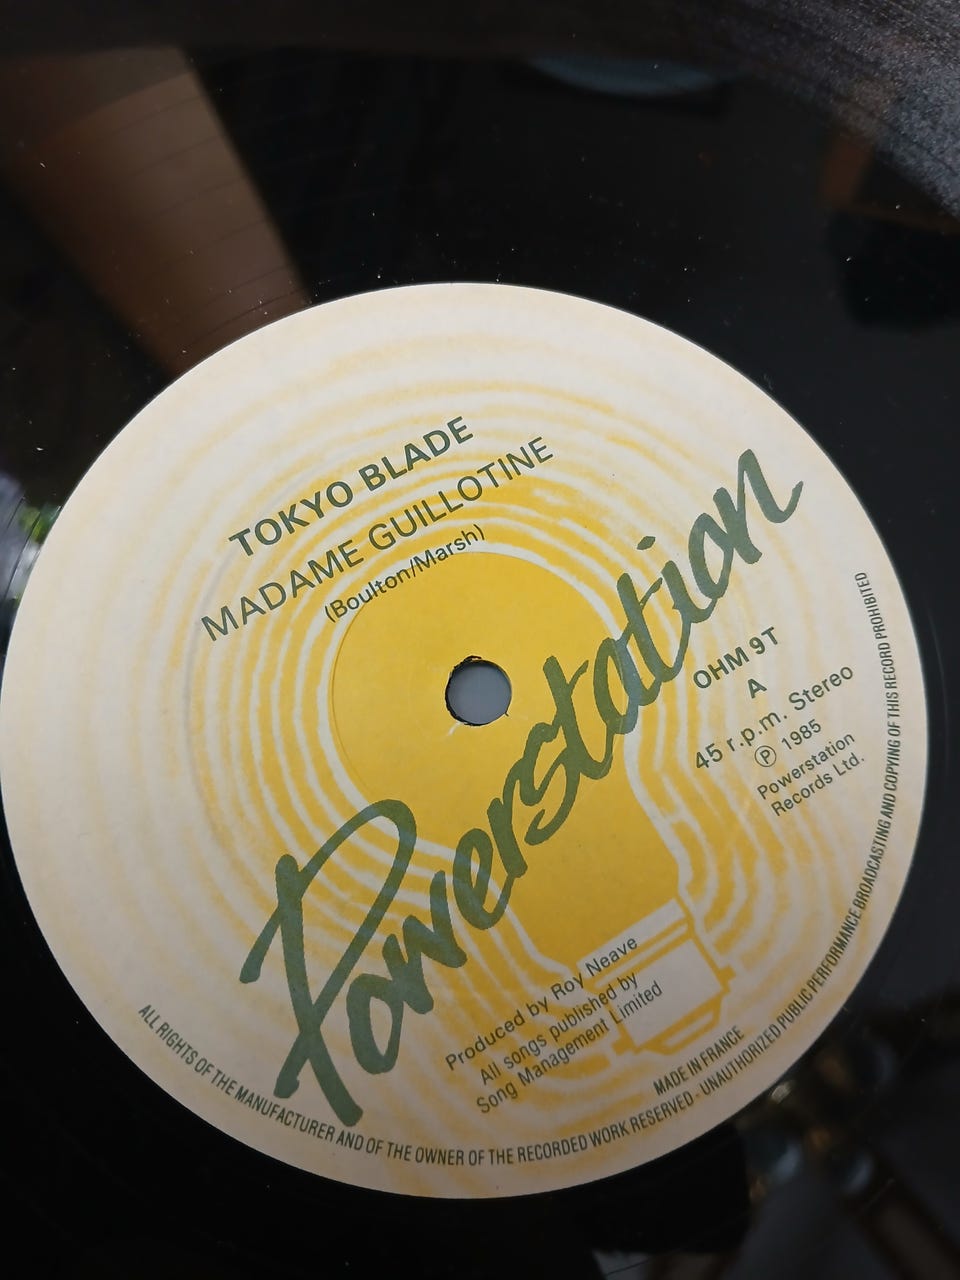 TOKYO BLADE
MADAME GUILLOTINE
(Boulton/Marsh)
Powerstation
OHM 9T
A
45 r.p.m. Stereo
Ⓟ 1985
Powerstation
Records Ltd.
Produced by Roy Neave
All songs published by
Song Management Limited
MADE IN FRANCE
ALL RIGHTS OF THE MANUFACTURER AND OF THE OWNER OF THE RECORDED WORK RESERVED - UNAUTHORIZED PUBLIC PERFORMANCE BROADCASTING AND COPYING OF THIS RECORD PROHIBITED